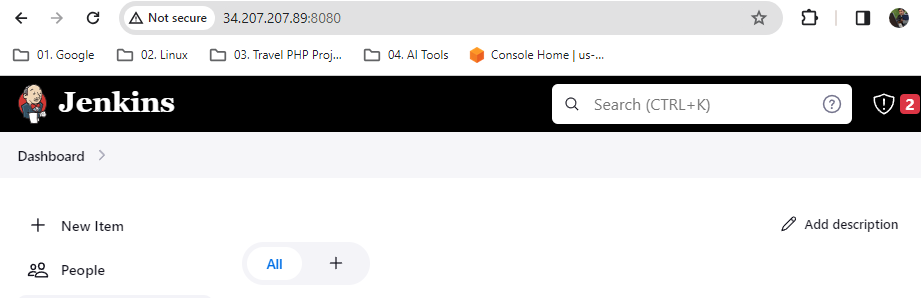 Not secure 34.207.207.89:8080
01. Google 02. Linux 03. Travel PHP Proj... 04. AI Tools Console Home | us-...
Jenkins Search (CTRL+K) ? 2
Dashboard
New Item Add description
People All +